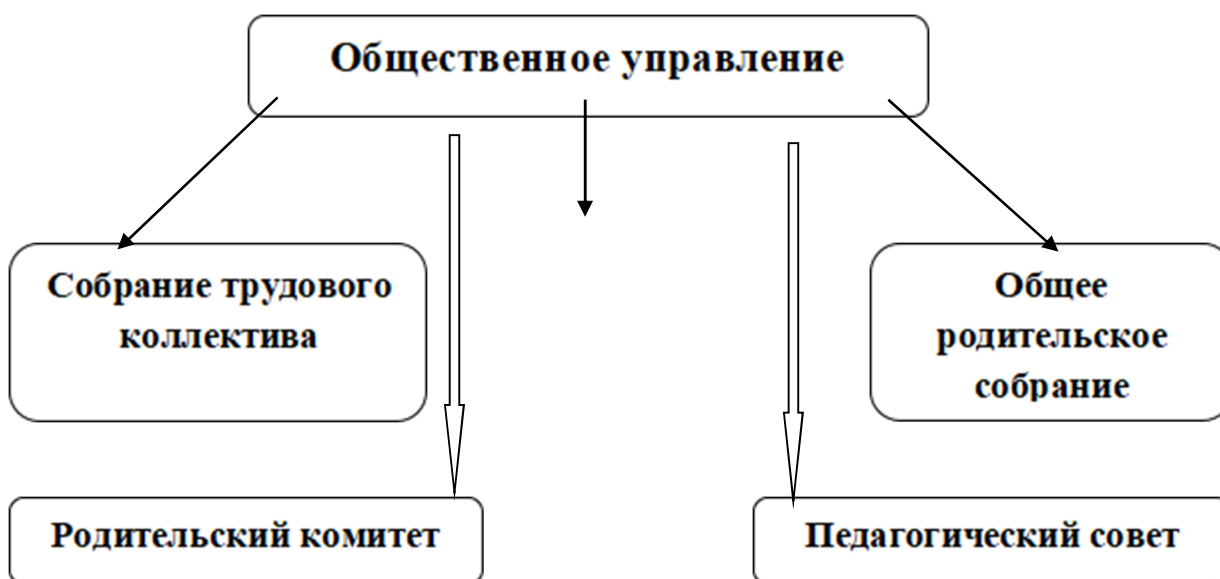 Общественное управление
Собрание трудового
коллектива
Общее
родительское
собрание
Родительский комитет
Педагогический совет